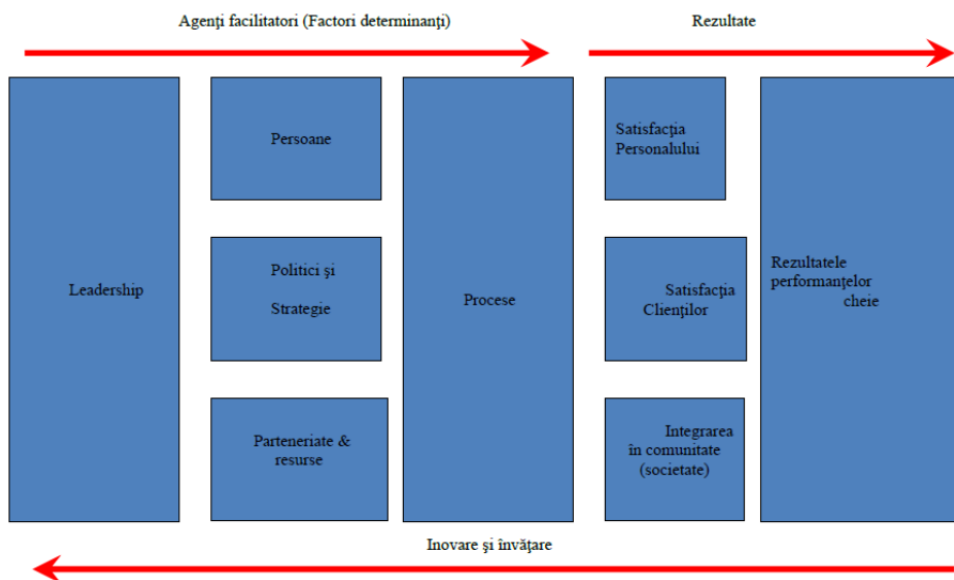 Agenţi facilitatori (Factori determinanţi)
Rezultate
Leadership
Persoane
Politici şi
Strategie
Parteneriate &
resurse
Procese
Satisfacţia
Personalului
Satisfacţia
Clienţilor
Integrarea
în comunitate
(societate)
Rezultatele
performanţelor
cheie
Inovare şi învăţare